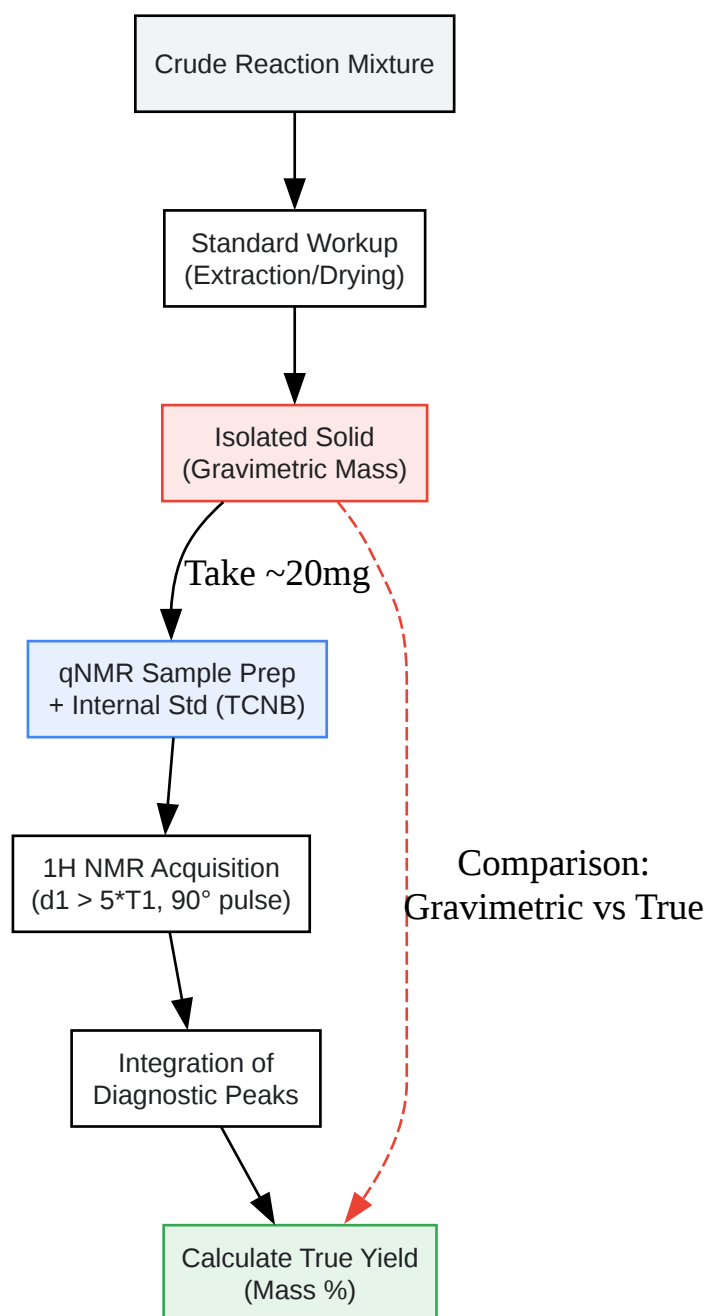 Crude Reaction Mixture
Standard Workup
(Extraction/Drying)
Isolated Solid
(Gravimetric Mass)
Take ~20mg
qNMR Sample Prep
+ Internal Std (TCNB)
1H NMR Acquisition
(d1 > 5*T1, 90° pulse)
Comparison:
Gravimetric vs True
Integration of
Diagnostic Peaks
Calculate True Yield
(Mass %)